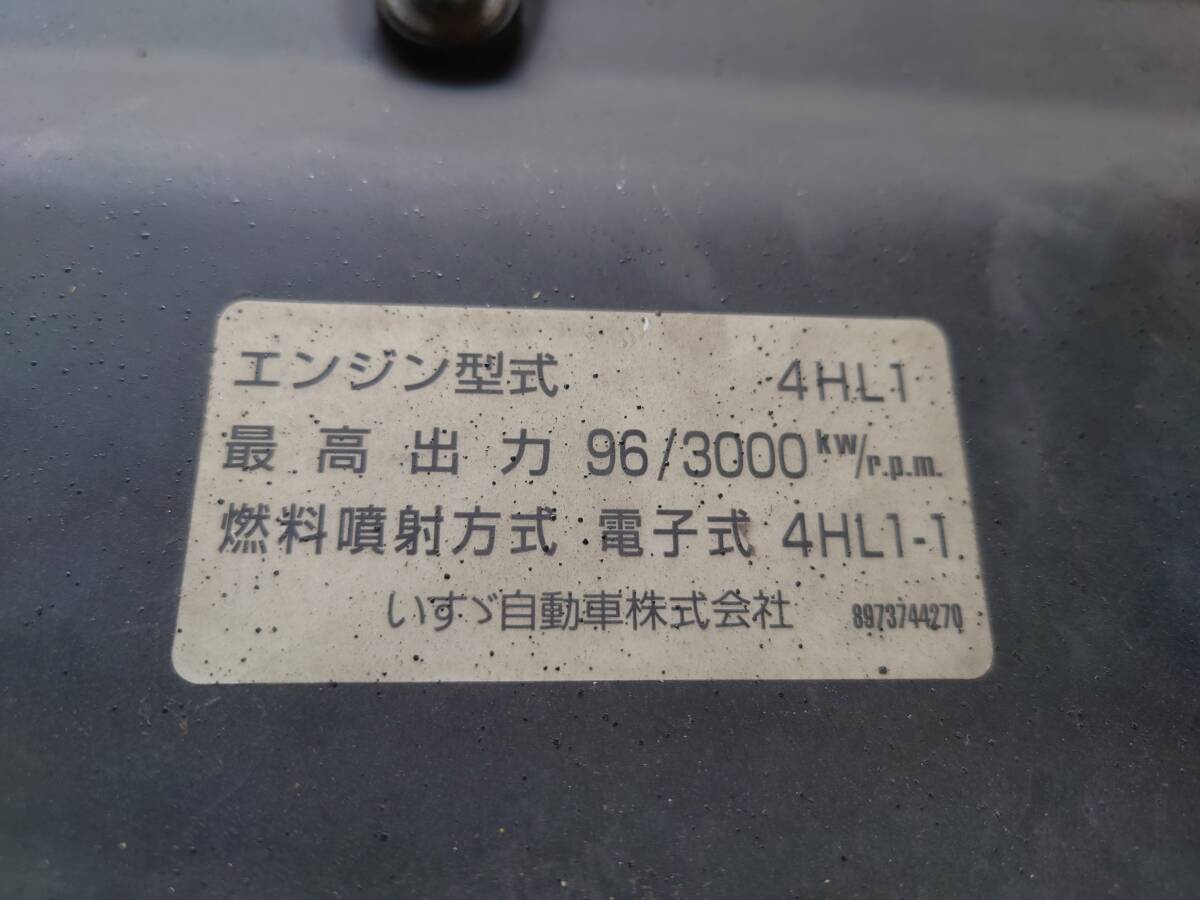 エンジン型式 4HL1
最高出力 96/3000 kw/r.p.m.
燃料噴射方式 電子式 4HL1-1
いすゞ自動車株式会社 8973744270